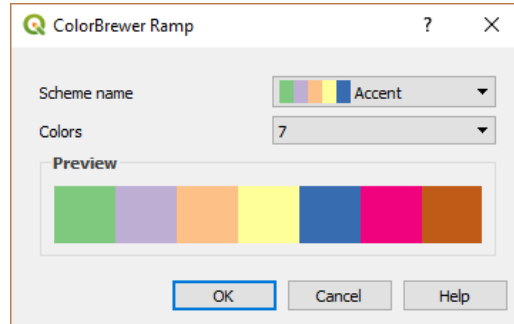 ColorBrewer Ramp ?
Scheme name Accent
Colors 7
Preview
OK Cancel Help